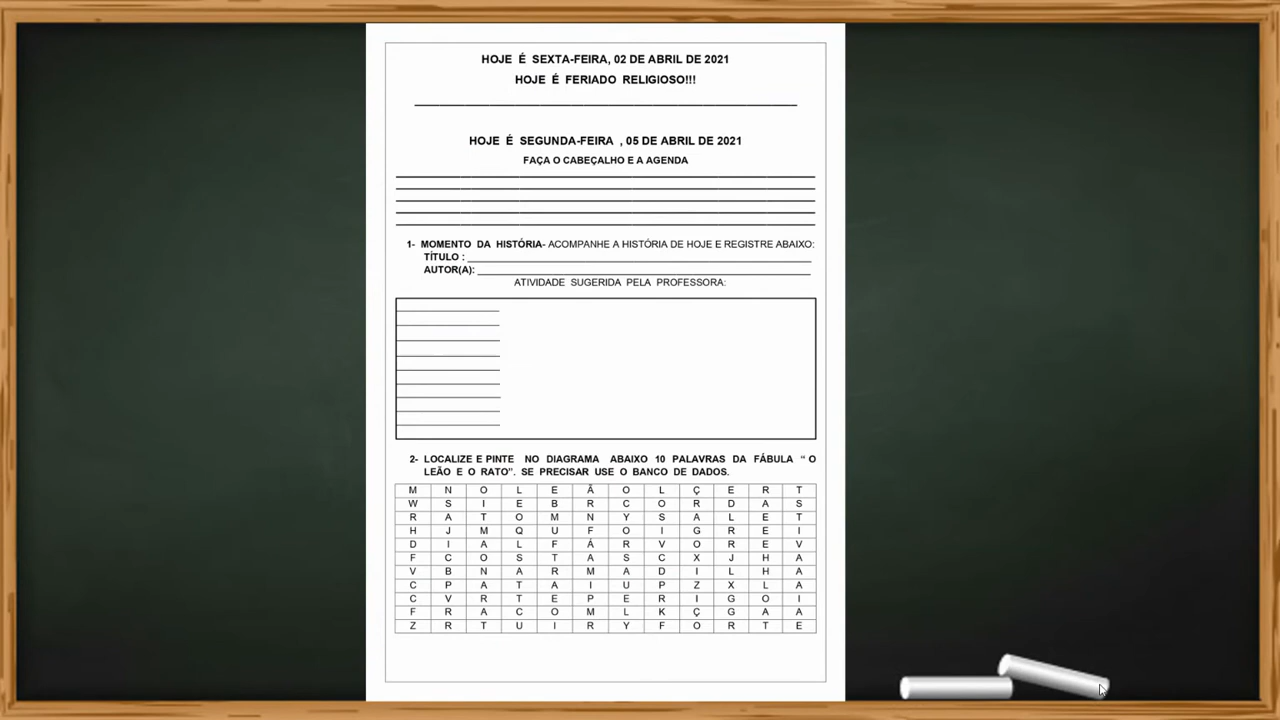 HOJE É SEXTA-FEIRA, 02 DE ABRIL DE 2021
HOJE É FERIADO RELIGIOSO!!!
HOJE É SEGUNDA-FEIRA , 05 DE ABRIL DE 2021
FAÇA O CABEÇALHO E A AGENDA
1- MOMENTO DA HISTÓRIA- ACOMPANHE A HISTÓRIA DE HOJE E REGISTRE ABAIXO:
TÍTULO :
AUTOR(A):
ATIVIDADE SUGERIDA PELA PROFESSORA:
2- LOCALIZE E PINTE NO DIAGRAMA ABAIXO 10 PALAVRAS DA FÁBULA “ O
LEÃO E O RATO”. SE PRECISAR USE O BANCO DE DADOS.
M N O L E Ã O L Ç E R T
W S I E B R C O R D A S
R A T O M N Y S A L E T
H J M Q U F O I G R E I
D I A L F Á R V O R E V
F C O S T A S C X J H A
V B N A R M A D I L H A
C P A T A I U P Z X L A
C V R T E P E R I G O I
F R A C O M L K Ç G A A
Z R T U I R Y F O R T E